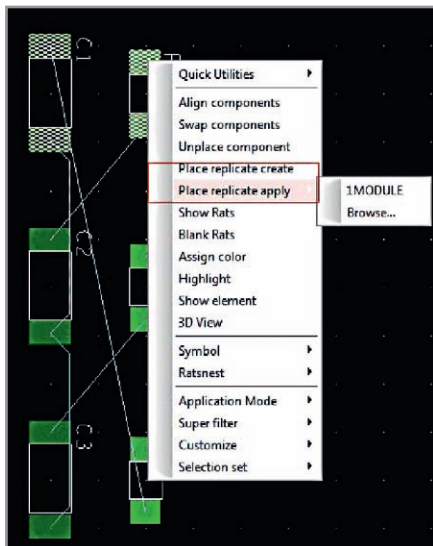 C1
Quick Utilities
Align components
Swap components
Unplace component
Place replicate create
Place replicate apply
1MODULE
Browse...
Show Rats
Blank Rats
Assign color
Highlight
Show element
3D View
Symbol
Ratsnest
Application Mode
Super filter
Customize
Selection set
C2
C3